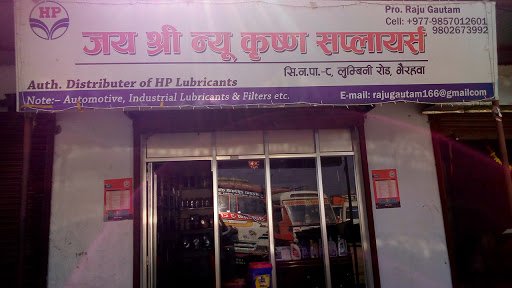 HP
Pro. Raju Gautam
Cell: +977-9857012601
9802673992
जय श्री न्यू कृष्ण सप्लायर्स
सि.न.पा.-८, लुम्बिनी रोड, भैरहवा
Auth. Distributer of HP Lubricants
Note:- Automotive, Industrial Lubricants & Filters etc.
E-mail: rajugautam166@gmailcom